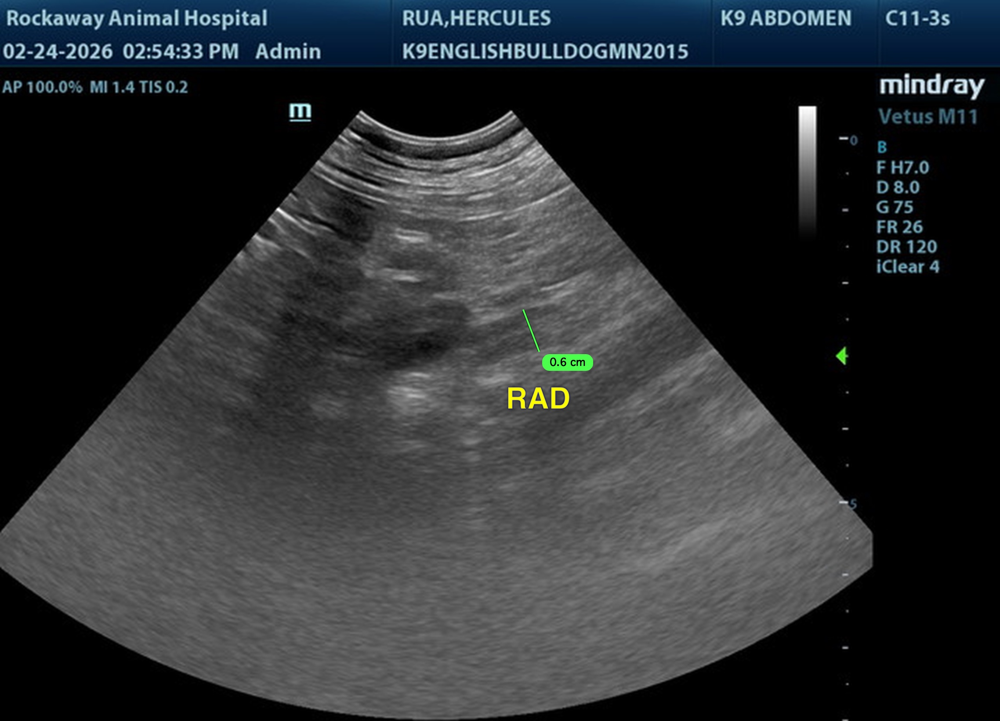 Rockaway Animal Hospital
RUA,HERCULES
K9 ABDOMEN
C11-3s
02-24-2026 02:54:33 PM Admin
K9ENGLISHBULLDOGMN2015
AP 100.0% MI 1.4 TIS 0.2
mindray
m
Vetus M11
0
B
F H7.0
D 8.0
G 75
FR 26
DR 120
iClear 4
0.6 cm
RAD
5